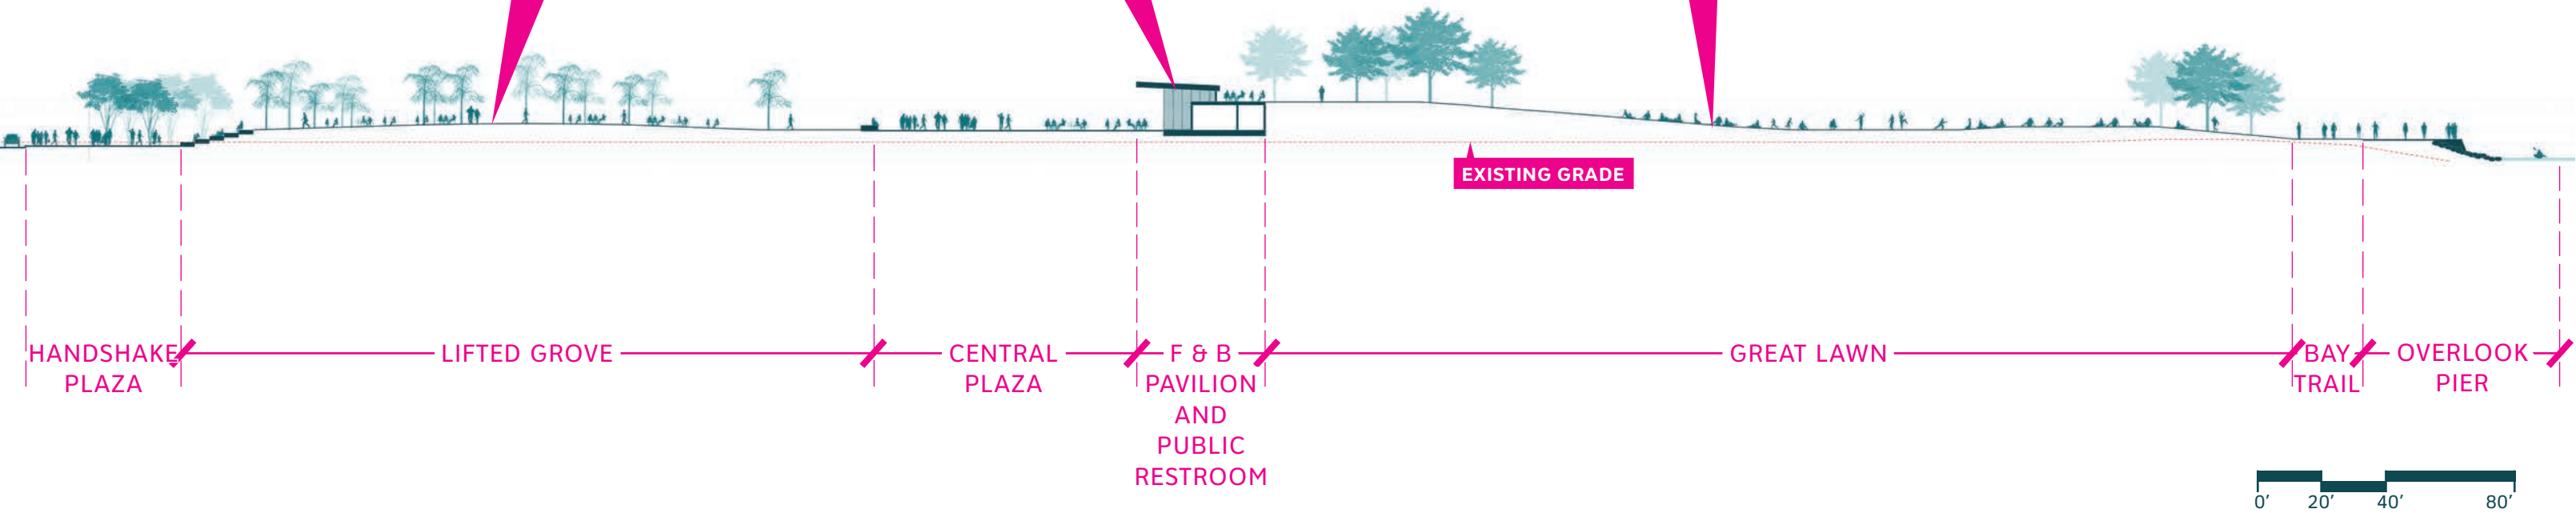 EXISTING GRADE
HANDSHAKE
PLAZA
LIFTED GROVE
CENTRAL
PLAZA
F & B
PAVILION
AND
PUBLIC
RESTROOM
GREAT LAWN
BAY
TRAIL
OVERLOOK
PIER
0' 20' 40' 80'